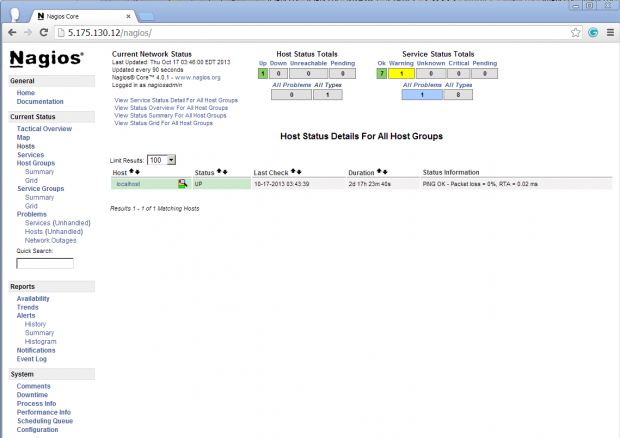 Nagios Core
5.175.130.12/nagios/
Nagios®
General
Home
Documentation
Current Status
Tactical Overview
Map
Hosts
Services
Host Groups
Summary
Grid
Service Groups
Summary
Grid
Problems
Services (Unhandled)
Hosts (Unhandled)
Network Outages
Quick Search:
Reports
Availability
Trends
Alerts
History
Summary
Histogram
Notifications
Event Log
System
Comments
Downtime
Process Info
Performance Info
Scheduling Queue
Configuration
Current Network Status
Last Updated: Thu Oct 17 03:46:00 EDT 2013
Updated every 90 seconds
Nagios® Core™ 4.0.1 - www.nagios.org
Logged in as nagiosadmin
View Service Status Detail For All Host Groups
View Status Overview For All Host Groups
View Status Summary For All Host Groups
View Status Grid For All Host Groups
Host Status Totals
Up Down Unreachable Pending
1 0 0 0
All Problems All Types
0 1
Service Status Totals
Ok Warning Unknown Critical Pending
7 1 0 0 0
All Problems All Types
1 8
Host Status Details For All Host Groups
Limit Results: 100
Host Status Last Check Duration Status Information
localhost UP 10-17-2013 03:43:39 2d 17h 23m 40s PING OK - Packet loss = 0%, RTA = 0.02 ms
Results 1 - 1 of 1 Matching Hosts